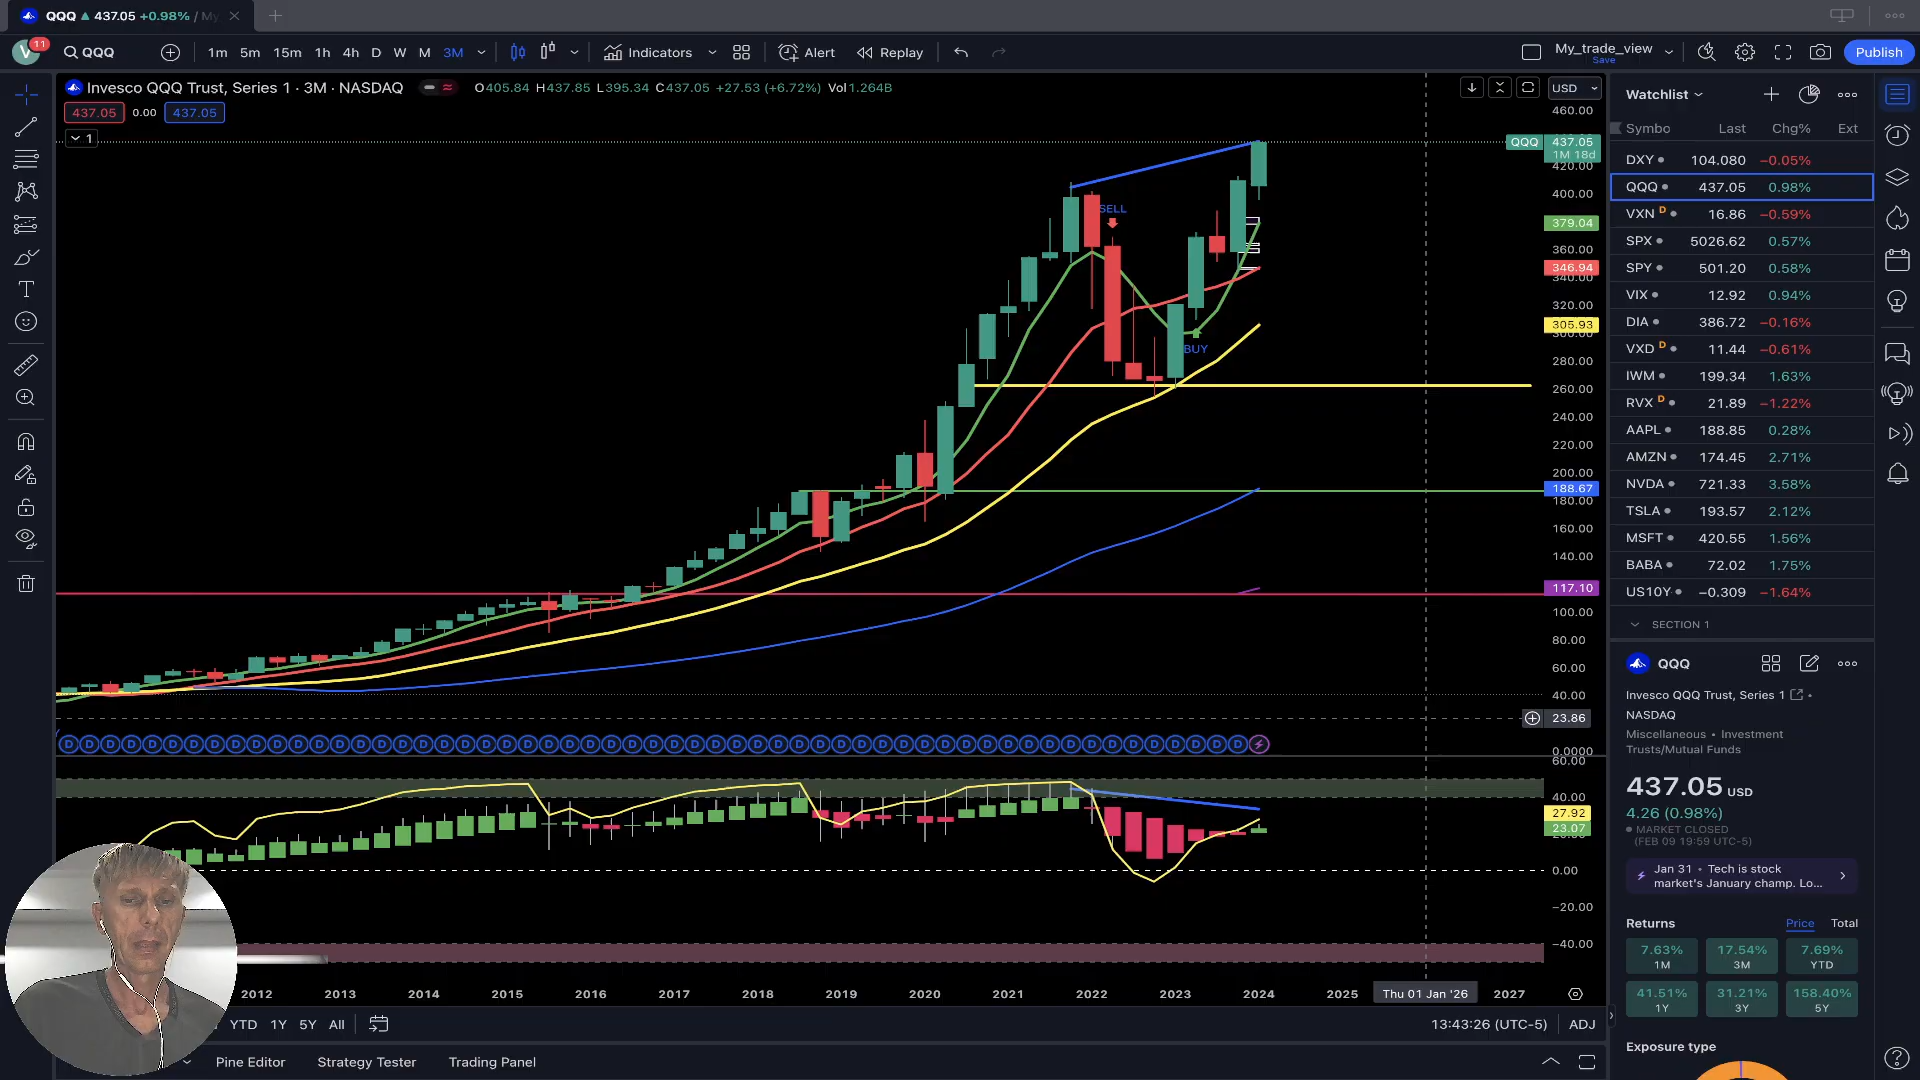 QQQ ▲ 437.05 +0.98% / My
V 11 QQQ 1m 5m 15m 1h 4h D W M 3M Indicators Alert Replay My_trade_view Save Publish
Invesco QQQ Trust, Series 1 · 3M · NASDAQ O405.84 H437.85 L395.34 C437.05 +27.53 (+6.72%) Vol1.264B USD
437.05 0.00 437.05
1
460.00
QQQ 437.05
1M 18d
420.00
400.00
SELL
379.04
360.00
346.94
340.00
320.00
305.93
300.00
BUY
280.00
260.00
240.00
220.00
200.00
188.67
180.00
160.00
140.00
117.10
100.00
80.00
60.00
40.00
23.86
D D D D D D D D D D D D D D D D D D D D D D D D D D D D D D D D D D D D D D D D D D D D D D D D D D D D D D D D D
0.0000
60.00
40.00
27.92
23.07
0.00
−20.00
−40.00
2012 2013 2014 2015 2016 2017 2018 2019 2020 2021 2022 2023 2024 2025 Thu 01 Jan '26 2027
YTD 1Y 5Y All 13:43:26 (UTC-5) ADJ
Pine Editor Strategy Tester Trading Panel
Watchlist
Symbo Last Chg% Ext
DXY 104.080 −0.05%
QQQ 437.05 0.98%
VXN D 16.86 −0.59%
SPX 5026.62 0.57%
SPY 501.20 0.58%
VIX 12.92 0.94%
DIA 386.72 −0.16%
VXD D 11.44 −0.61%
IWM 199.34 1.63%
RVX D 21.89 −1.22%
AAPL 188.85 0.28%
AMZN 174.45 2.71%
NVDA 721.33 3.58%
TSLA 193.57 2.12%
MSFT 420.55 1.56%
BABA 72.02 1.75%
US10Y −0.309 −1.64%
SECTION 1
QQQ
Invesco QQQ Trust, Series 1
NASDAQ
Miscellaneous • Investment
Trusts/Mutual Funds
437.05 USD
4.26 (0.98%)
MARKET CLOSED
(FEB 09 19:59 UTC-5)
Jan 31 • Tech is stock
market's January champ. Lo...
Returns Price Total
7.63% 17.54% 7.69%
1M 3M YTD
41.51% 31.21% 158.40%
1Y 3Y 5Y
Exposure type